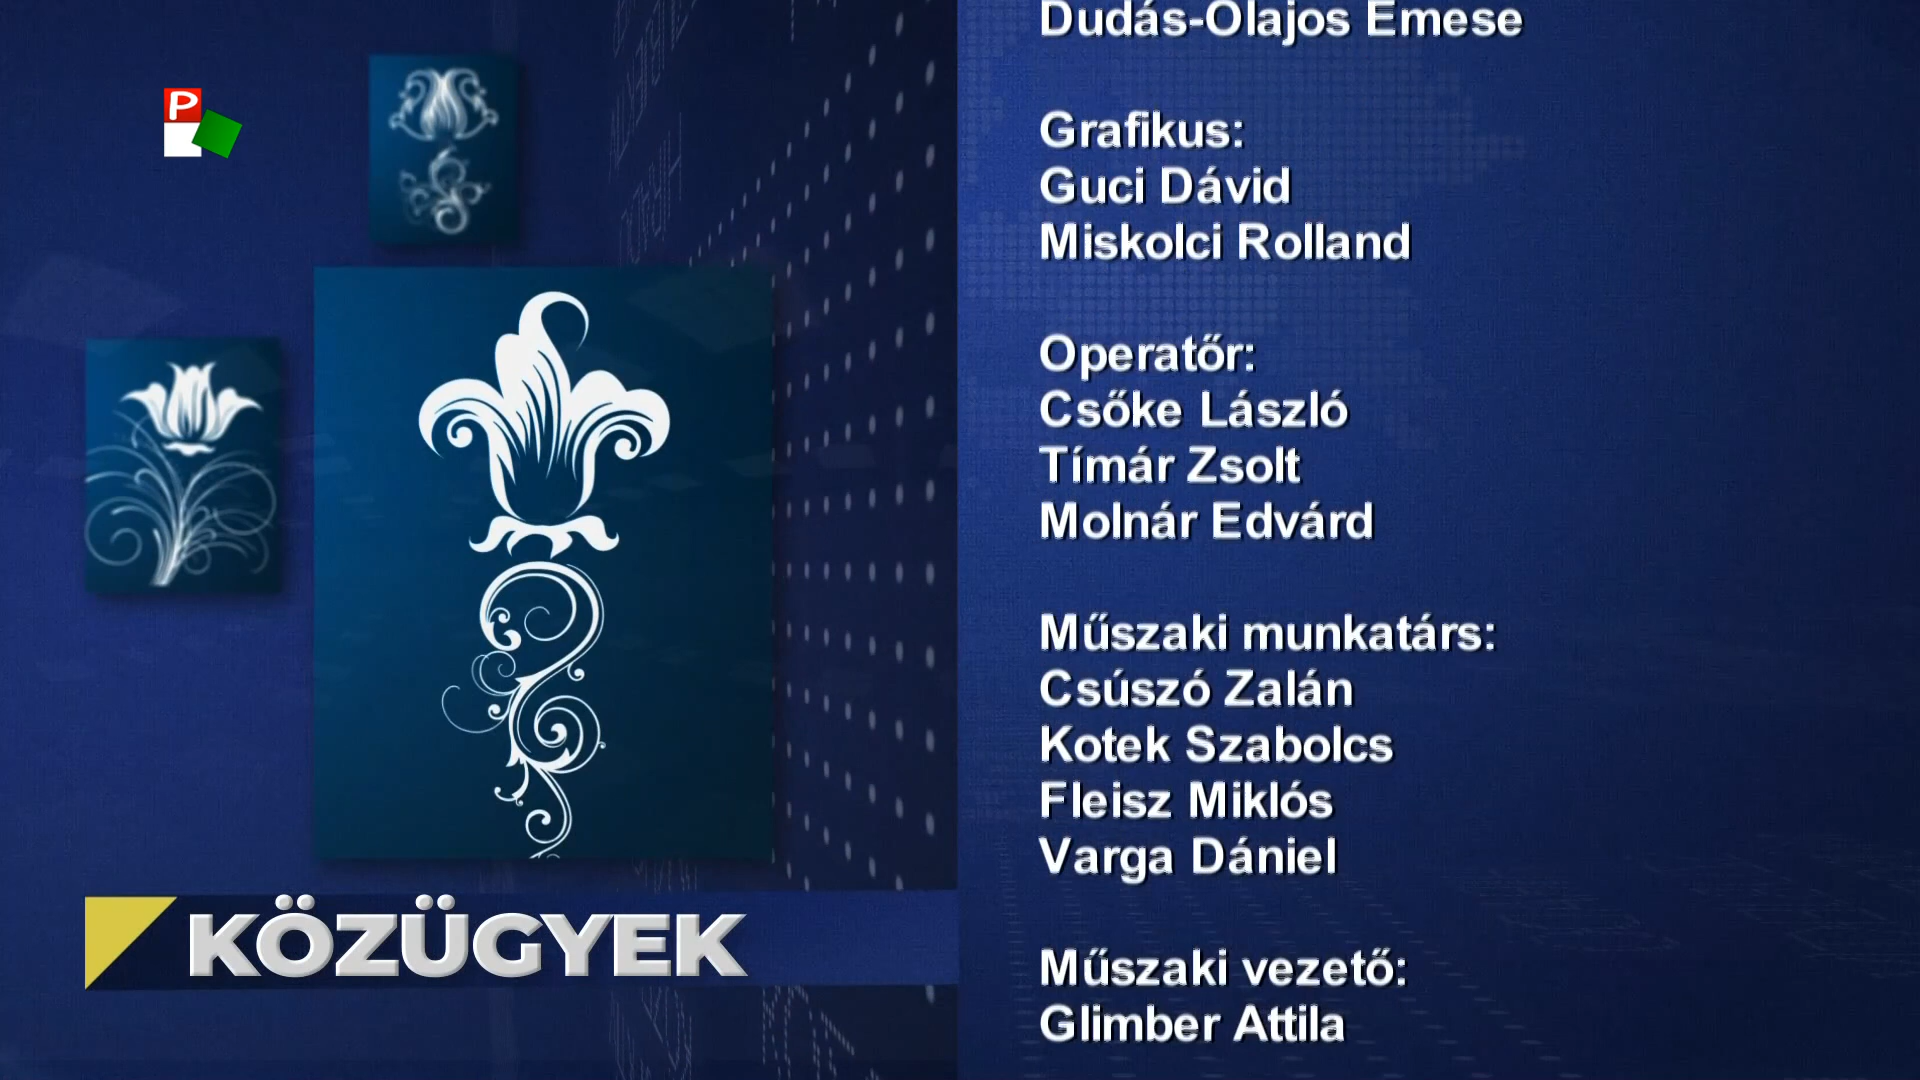 P
KÖZÜGYEK
Dudás-Olajos Emese
Grafikus:
Guci Dávid
Miskolci Rolland
Operatőr:
Csőke László
Tímár Zsolt
Molnár Edvárd
Műszaki munkatárs:
Csúszó Zalán
Kotek Szabolcs
Fleisz Miklós
Varga Dániel
Műszaki vezető:
Glimber Attila